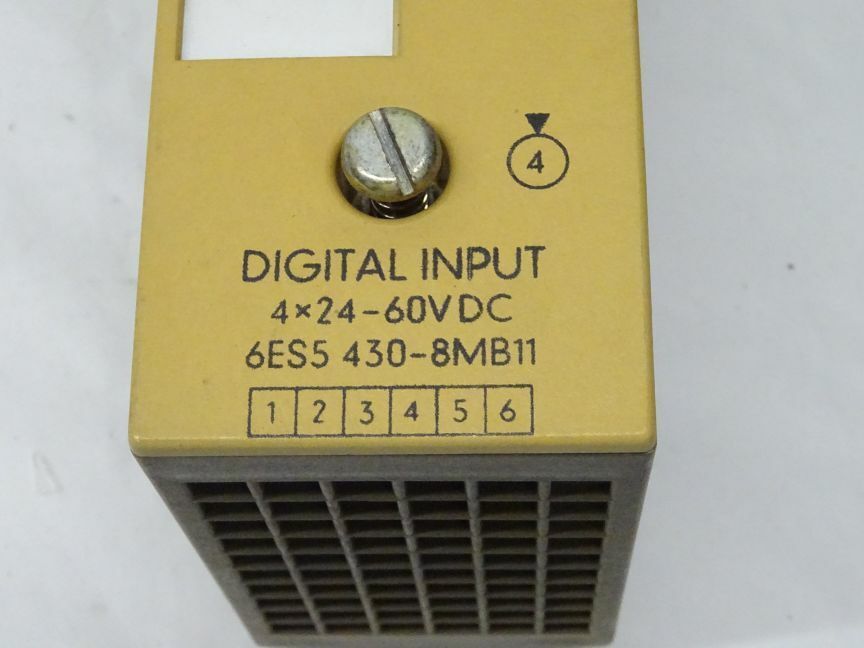 4
DIGITAL INPUT
4×24-60VDC
6ES5 430-8MB11
1 2 3 4 5 6